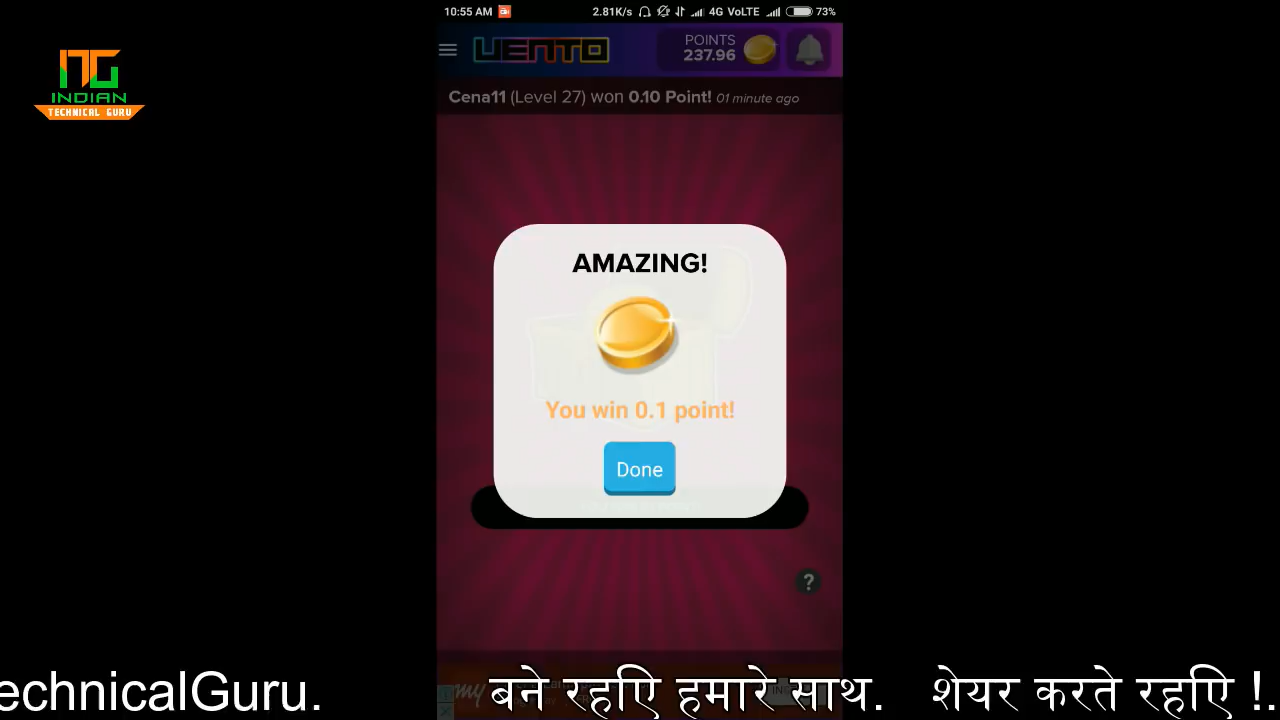 10:55 AM 2.81K/s 4G VoLTE 73%
ITG
INDIAN
TECHNICAL GURU
UENTO
POINTS
237.96
Cena11 (Level 27) won 0.10 Point! 01 minute ago
AMAZING!
You win 0.1 point!
Done
?
my
echnicalGuru. बने रहिए हमारे साथ. शेयर करते रहिए !.